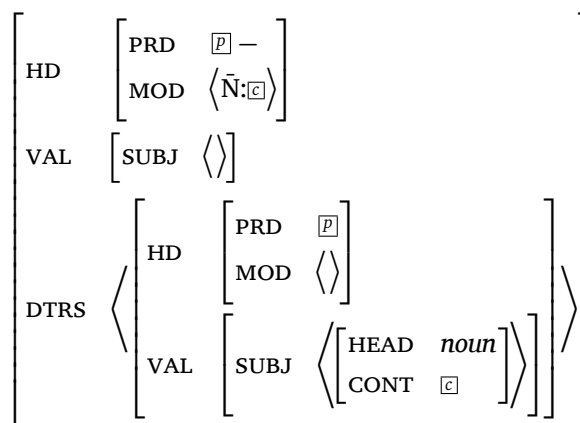 PRD p –
HD
MOD ⟨N̄:c⟩
VAL [SUBJ ⟨⟩]
PRD p
HD
MOD ⟨⟩
DTRS
HEAD noun
VAL SUBJ
CONT c